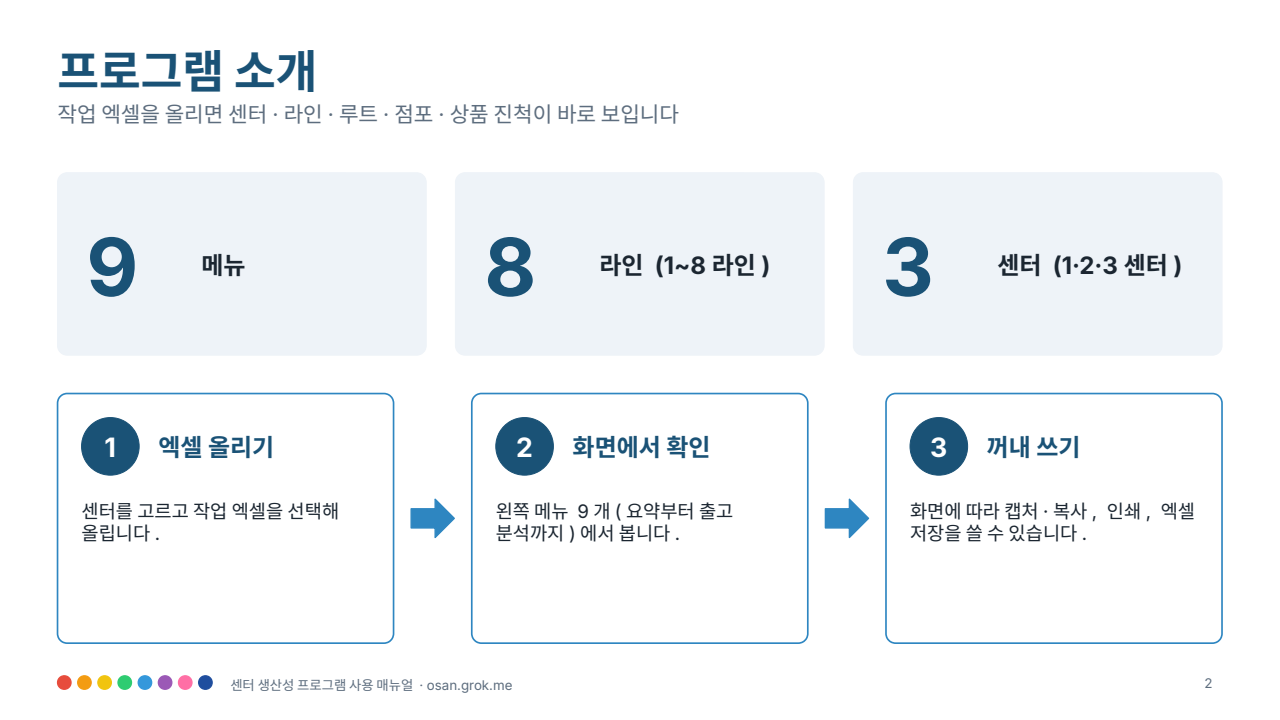 프로그램 소개
작업 엑셀을 올리면 센터 · 라인 · 루트 · 점포 · 상품 진척이 바로 보입니다
9 메뉴
8 라인 (1~8 라인 )
3 센터 (1·2·3 센터 )
1 엑셀 올리기
센터를 고르고 작업 엑셀을 선택해
올립니다 .
2 화면에서 확인
왼쪽 메뉴 9 개 ( 요약부터 출고
분석까지 ) 에서 봅니다 .
3 꺼내 쓰기
화면에 따라 캡처 · 복사 , 인쇄 , 엑셀
저장을 쓸 수 있습니다 .
센터 생산성 프로그램 사용 매뉴얼 · osan.grok.me
2